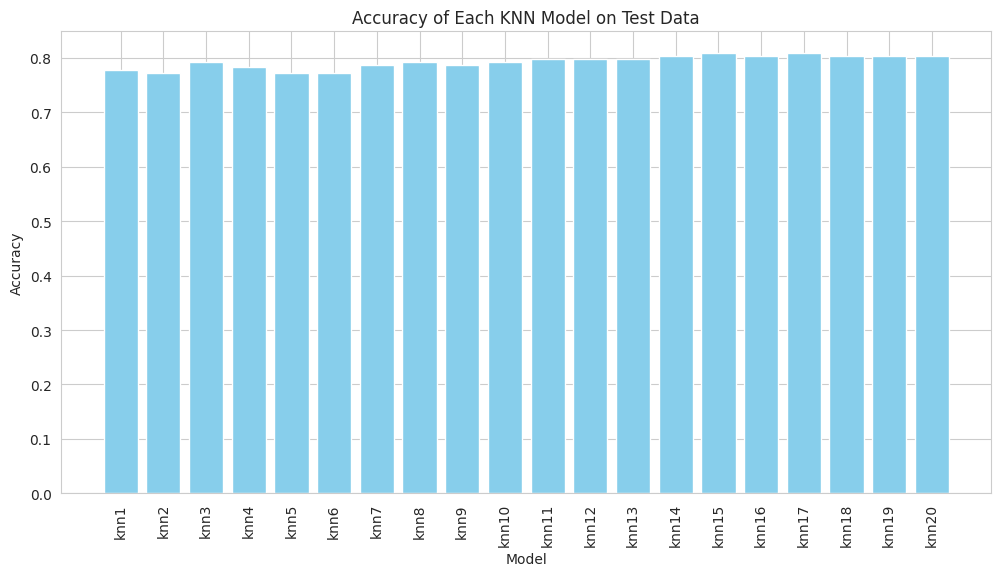 Accuracy of Each KNN Model on Test Data
Accuracy
0.8
0.7
0.6
0.5
0.4
0.3
0.2
0.1
0.0
knn1
knn2
knn3
knn4
knn5
knn6
knn7
knn8
knn9
knn10
knn11
knn12
knn13
knn14
knn15
knn16
knn17
knn18
knn19
knn20
Model